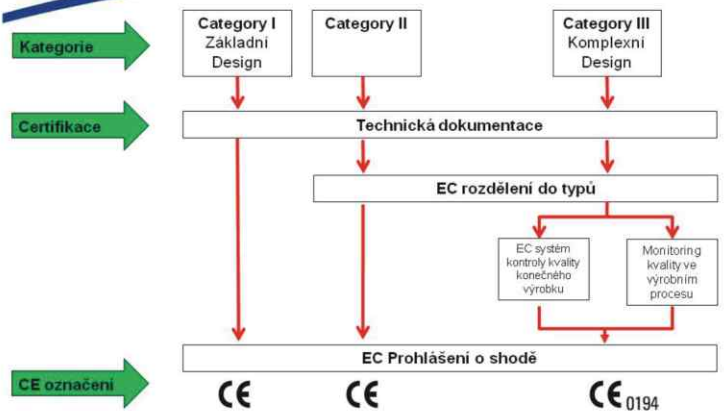 Kategorie
Category I
Základní
Design
Category II
Category III
Komplexní
Design
Certifikace
Technická dokumentace
EC rozdělení do typů
EC systém
kontroly kvality
konečného
výrobku
Monitoring
kvality ve
výrobním
procesu
EC Prohlášení o shodě
CE označení
CE
CE
CE 0194